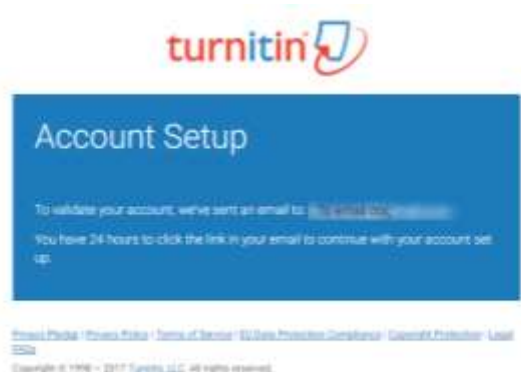 turnitin
Account Setup
To validate your account, we've sent an email to:
You have 24 hours to click the link in your email to continue with your account set
up.
Privacy Pledge | Privacy Policy | Terms of Service | EU Data Protection Compliance | Copyright Protection | Legal
FAQs
Copyright © 1998 – 2017 Turnitin, LLC. All rights reserved.